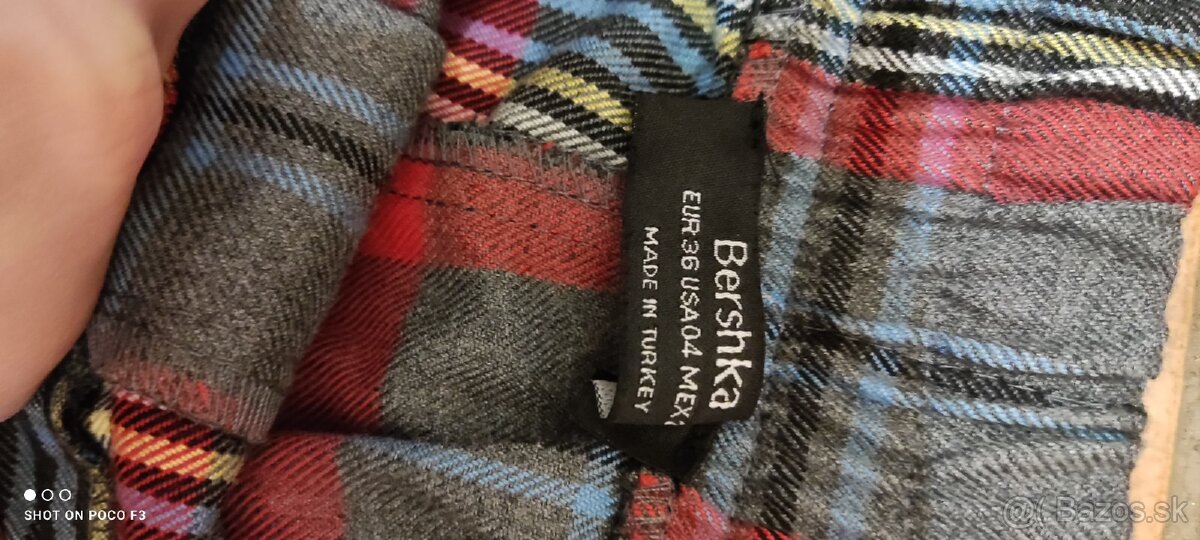 Bershka
EUR 36 USA 04 MEX
MADE IN TURKEY
SHOT ON POCO F3
@( Bazos.sk